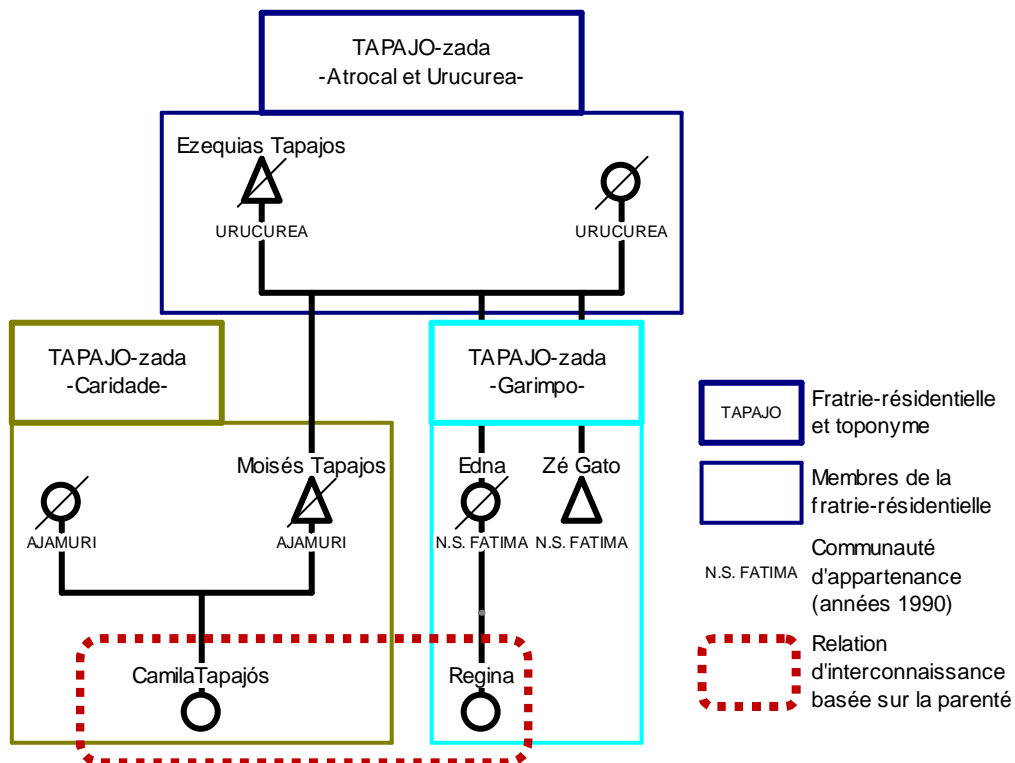 TAPAJO-zada
-Atrocal et Urucurea-
Ezequias Tapajos
URUCUREA
URUCUREA
TAPAJO-zada
-Caridade-
TAPAJO-zada
-Garimpo-
Moisés Tapajos
AJAMURI
AJAMURI
Edna
Zé Gato
N.S. FATIMA
N.S. FATIMA
CamilaTapajós
Regina
TAPAJO
Fratrie-résidentielle
et toponyme
Membres de la
fratrie-résidentielle
N.S. FATIMA
Communauté
d'appartenance
(années 1990)
Relation
d'interconnaissance
basée sur la parenté